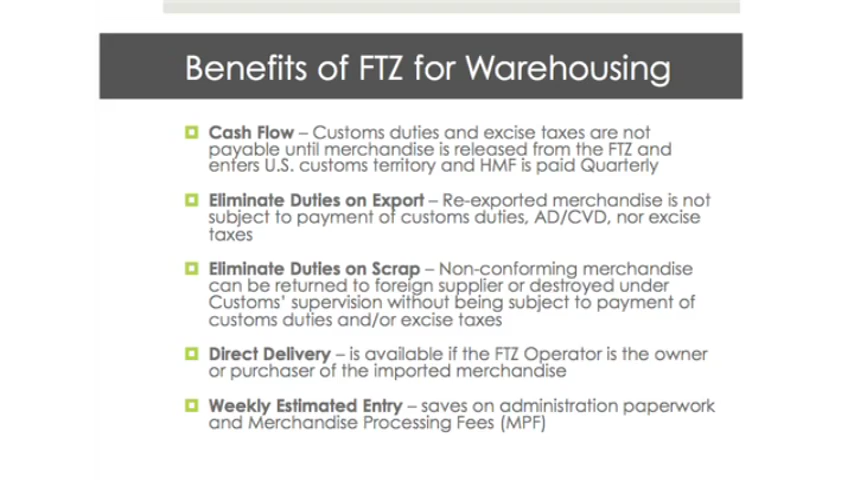 Benefits of FTZ for Warehousing
Cash Flow – Customs duties and excise taxes are not
payable until merchandise is released from the FTZ and
enters U.S. customs territory and HMF is paid Quarterly
Eliminate Duties on Export – Re-exported merchandise is not
subject to payment of customs duties, AD/CVD, nor excise
taxes
Eliminate Duties on Scrap – Non-conforming merchandise
can be returned to foreign supplier or destroyed under
Customs’ supervision without being subject to payment of
customs duties and/or excise taxes
Direct Delivery – is available if the FTZ Operator is the owner
or purchaser of the imported merchandise
Weekly Estimated Entry – saves on administration paperwork
and Merchandise Processing Fees (MPF)